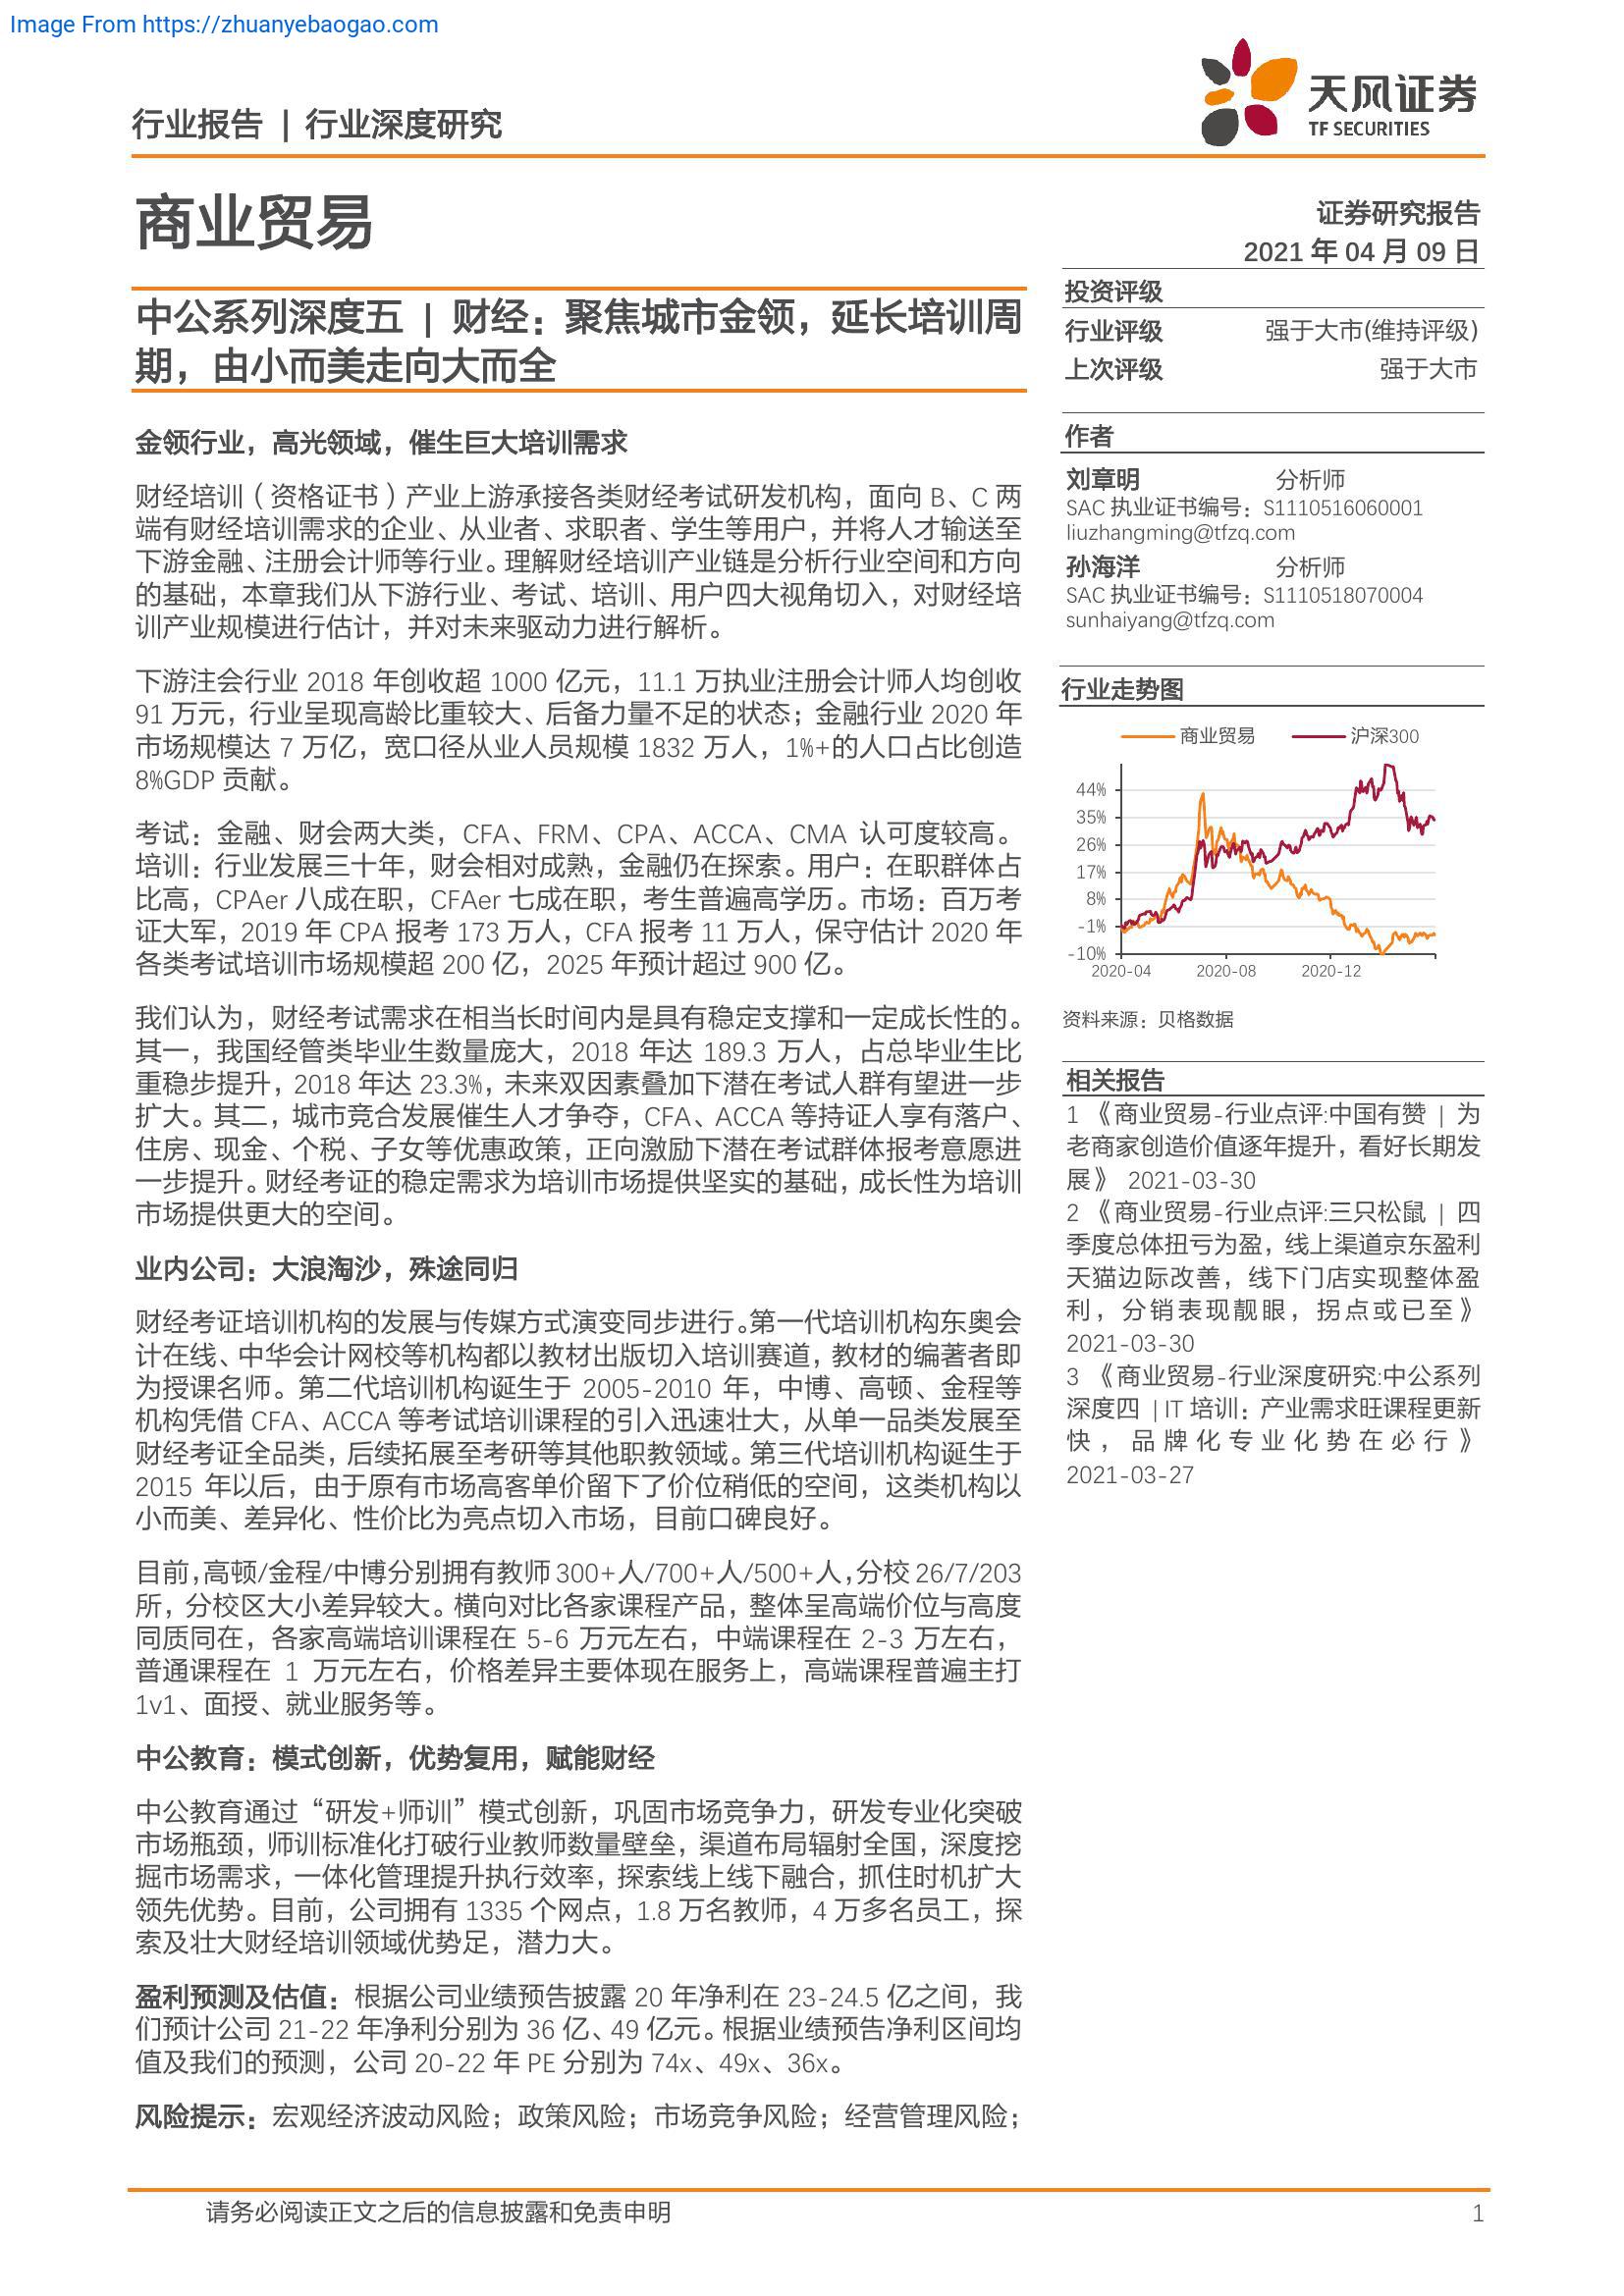 Image From https://zhuanyebaogao.com
行业报告 | 行业深度研究
天风证券
TF SECURITIES
商业贸易
证券研究报告
2021 年 04 月 09 日
中公系列深度五 | 财经：聚焦城市金领，延长培训周
期，由小而美走向大而全
金领行业，高光领域，催生巨大培训需求
财经培训（资格证书）产业上游承接各类财经考试研发机构，面向 B、C 两
端有财经培训需求的企业、从业者、求职者、学生等用户，并将人才输送至
下游金融、注册会计师等行业。理解财经培训产业链是分析行业空间和方向
的基础，本章我们从下游行业、考试、培训、用户四大视角切入，对财经培
训产业规模进行估计，并对未来驱动力进行解析。
下游注会行业 2018 年创收超 1000 亿元，11.1 万执业注册会计师人均创收
91 万元，行业呈现高龄比重较大、后备力量不足的状态；金融行业 2020 年
市场规模达 7 万亿，宽口径从业人员规模 1832 万人，1%+的人口占比创造
8%GDP 贡献。
考试：金融、财会两大类，CFA、FRM、CPA、ACCA、CMA 认可度较高。
培训：行业发展三十年，财会相对成熟，金融仍在探索。用户：在职群体占
比高，CPAer 八成在职，CFAer 七成在职，考生普遍高学历。市场：百万考
证大军，2019 年 CPA 报考 173 万人，CFA 报考 11 万人，保守估计 2020 年
各类考试培训市场规模超 200 亿，2025 年预计超过 900 亿。
我们认为，财经考试需求在相当长时间内是具有稳定支撑和一定成长性的。
其一，我国经管类毕业生数量庞大，2018 年达 189.3 万人，占总毕业生比
重稳步提升，2018 年达 23.3%，未来双因素叠加下潜在考试人群有望进一步
扩大。其二，城市竞合发展催生人才争夺，CFA、ACCA 等持证人享有落户、
住房、现金、个税、子女等优惠政策，正向激励下潜在考试群体报考意愿进
一步提升。财经考证的稳定需求为培训市场提供坚实的基础，成长性为培训
市场提供更大的空间。
业内公司：大浪淘沙，殊途同归
财经考证培训机构的发展与传媒方式演变同步进行。第一代培训机构东奥会
计在线、中华会计网校等机构都以教材出版切入培训赛道，教材的编著者即
为授课名师。第二代培训机构诞生于 2005-2010 年，中博、高顿、金程等
机构凭借 CFA、ACCA 等考试培训课程的引入迅速壮大，从单一品类发展至
财经考证全品类，后续拓展至考研等其他职教领域。第三代培训机构诞生于
2015 年以后，由于原有市场高客单价留下了价位稍低的空间，这类机构以
小而美、差异化、性价比为亮点切入市场，目前口碑良好。
目前，高顿/金程/中博分别拥有教师 300+人/700+人/500+人，分校 26/7/203
所，分校区大小差异较大。横向对比各家课程产品，整体呈高端价位与高度
同质同在，各家高端培训课程在 5-6 万元左右，中端课程在 2-3 万左右，
普通课程在 1 万元左右，价格差异主要体现在服务上，高端课程普遍主打
1v1、面授、就业服务等。
中公教育：模式创新，优势复用，赋能财经
中公教育通过“研发+师训”模式创新，巩固市场竞争力，研发专业化突破
市场瓶颈，师训标准化打破行业教师数量壁垒，渠道布局辐射全国，深度挖
掘市场需求，一体化管理提升执行效率，探索线上线下融合，抓住时机扩大
领先优势。目前，公司拥有 1335 个网点，1.8 万名教师，4 万多名员工，探
索及壮大财经培训领域优势足，潜力大。
盈利预测及估值：根据公司业绩预告披露 20 年净利在 23-24.5 亿之间，我
们预计公司 21-22 年净利分别为 36 亿、49 亿元。根据业绩预告净利区间均
值及我们的预测，公司 20-22 年 PE 分别为 74x、49x、36x。
风险提示：宏观经济波动风险；政策风险；市场竞争风险；经营管理风险；
投资评级
行业评级 强于大市(维持评级)
上次评级 强于大市
作者
刘章明 分析师
SAC 执业证书编号：S1110516060001
liuzhangming@tfzq.com
孙海洋 分析师
SAC 执业证书编号：S1110518070004
sunhaiyang@tfzq.com
行业走势图
商业贸易 沪深300
44%
35%
26%
17%
8%
-1%
-10%
2020-04 2020-08 2020-12
资料来源：贝格数据
相关报告
1 《商业贸易-行业点评:中国有赞 | 为
老商家创造价值逐年提升，看好长期发
展》 2021-03-30
2 《商业贸易-行业点评:三只松鼠 | 四
季度总体扭亏为盈，线上渠道京东盈利
天猫边际改善，线下门店实现整体盈
利，分销表现靓眼，拐点或已至》
2021-03-30
3 《商业贸易-行业深度研究:中公系列
深度四 |IT 培训：产业需求旺课程更新
快，品牌化专业化势在必行》
2021-03-27
请务必阅读正文之后的信息披露和免责申明
1